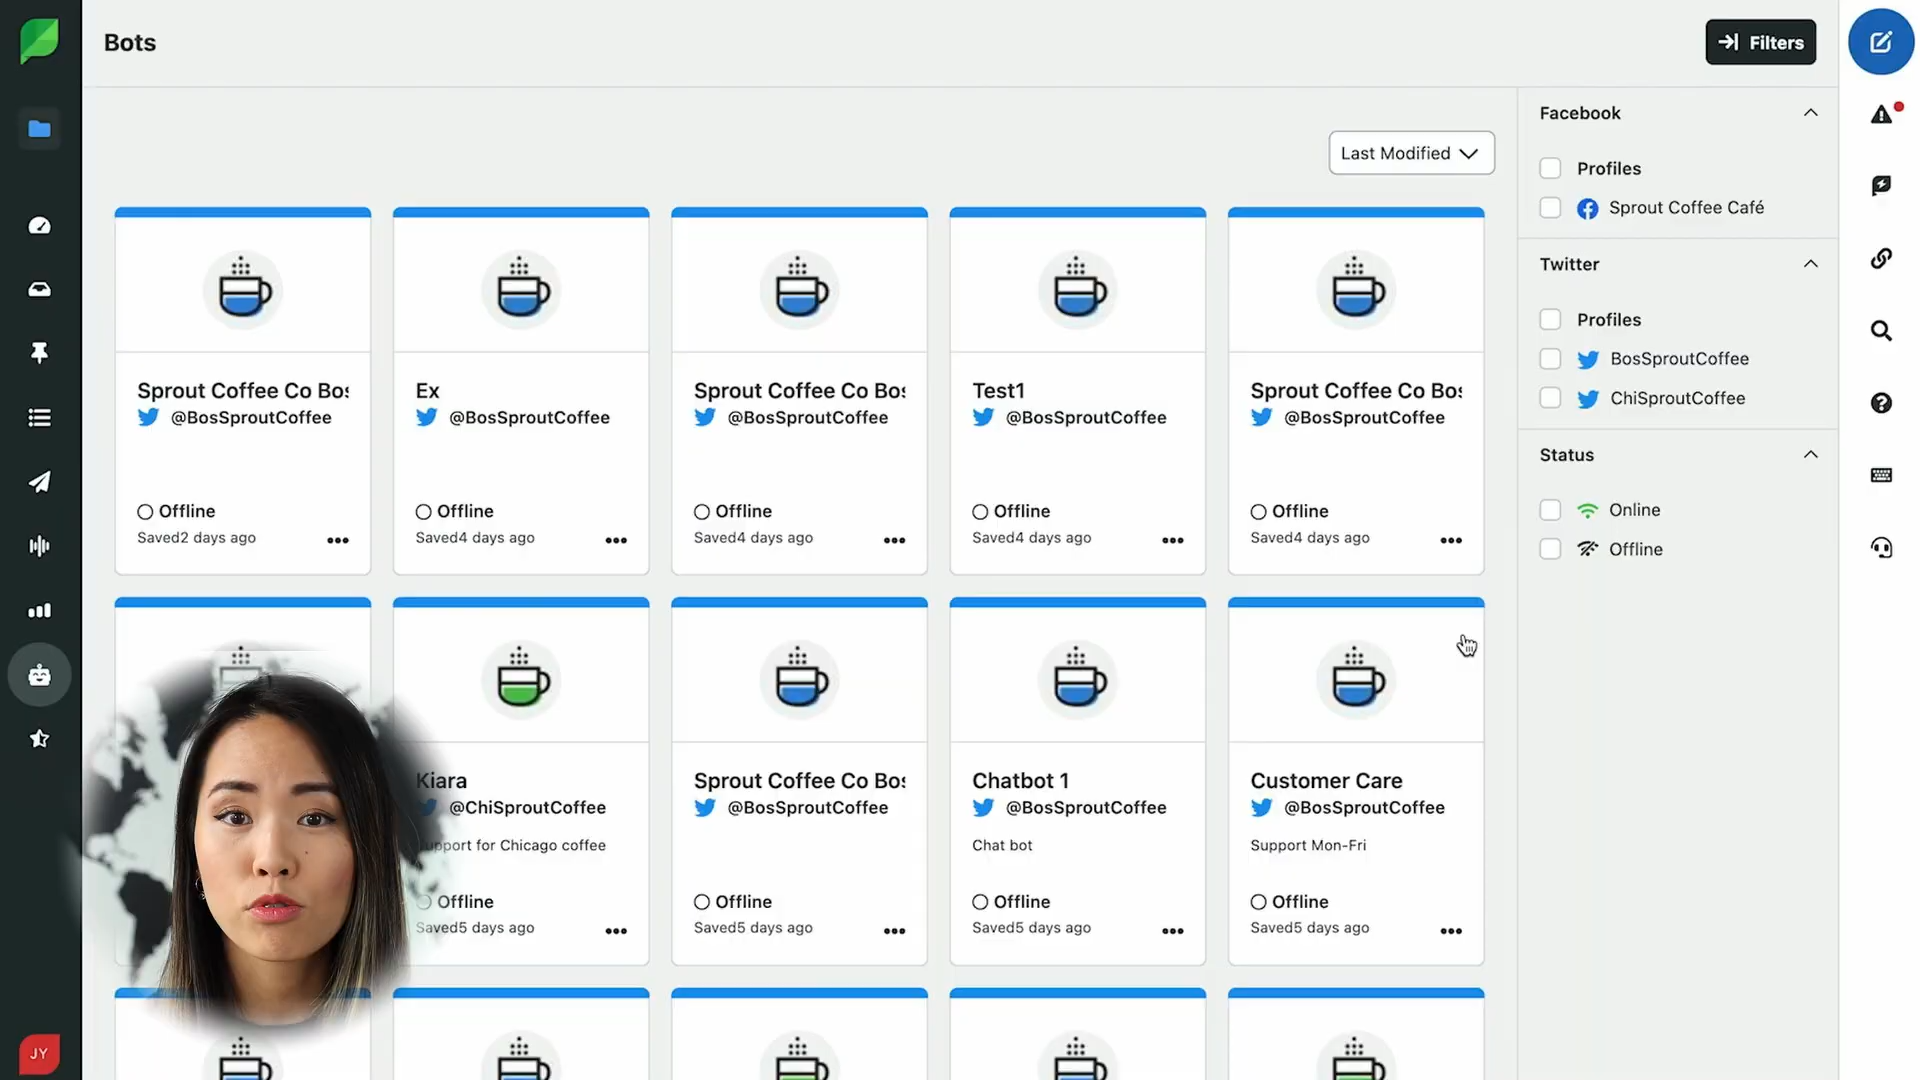 Bots
Filters
Last Modified
Facebook
Profiles
Sprout Coffee Café
Twitter
Profiles
BosSproutCoffee
ChiSproutCoffee
Status
Online
Offline
Sprout Coffee Co Bos
@BosSproutCoffee
Offline
Saved2 days ago
Ex
@BosSproutCoffee
Offline
Saved4 days ago
Sprout Coffee Co Bos
@BosSproutCoffee
Offline
Saved4 days ago
Test1
@BosSproutCoffee
Offline
Saved4 days ago
Sprout Coffee Co Bos
@BosSproutCoffee
Offline
Saved4 days ago
Kiara
@ChiSproutCoffee
Support for Chicago coffee
Offline
Saved5 days ago
Sprout Coffee Co Bos
@BosSproutCoffee
Offline
Saved5 days ago
Chatbot 1
@BosSproutCoffee
Chat bot
Offline
Saved5 days ago
Customer Care
@BosSproutCoffee
Support Mon-Fri
Offline
Saved5 days ago
JY